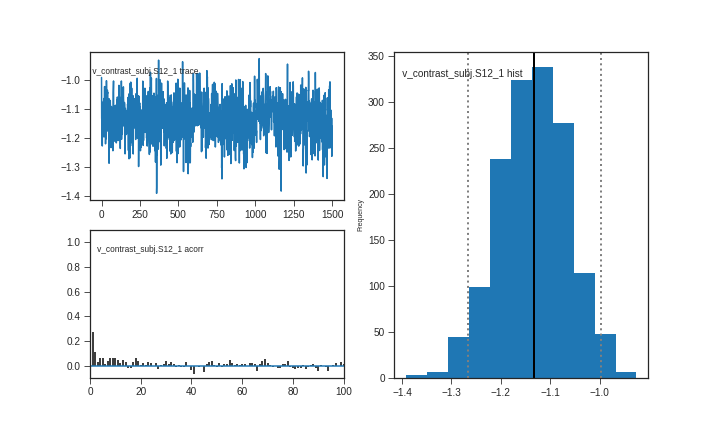 v_contrast_subj.S12_1 trace
−1.0
−1.1
−1.2
−1.3
−1.4
0 250 500 750 1000 1250 1500
v_contrast_subj.S12_1 acorr
1.0
0.8
0.6
0.4
0.2
0.0
0 20 40 60 80 100
v_contrast_subj.S12_1 hist
Frequency
350
300
250
200
150
100
50
0
−1.4 −1.3 −1.2 −1.1 −1.0